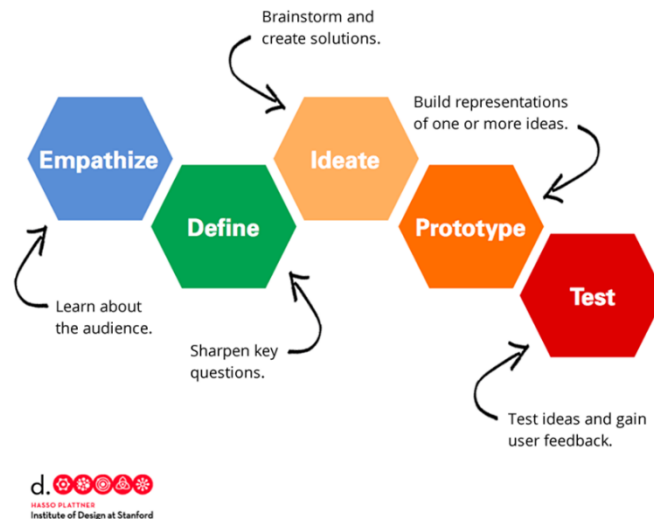 Brainstorm and
create solutions.
Empathize
Ideate
Build representations
of one or more ideas.
Define
Prototype
Learn about
the audience.
Sharpen key
questions.
Test
Test ideas and gain
user feedback.
d.
HASSO PLATTNER
Institute of Design at Stanford